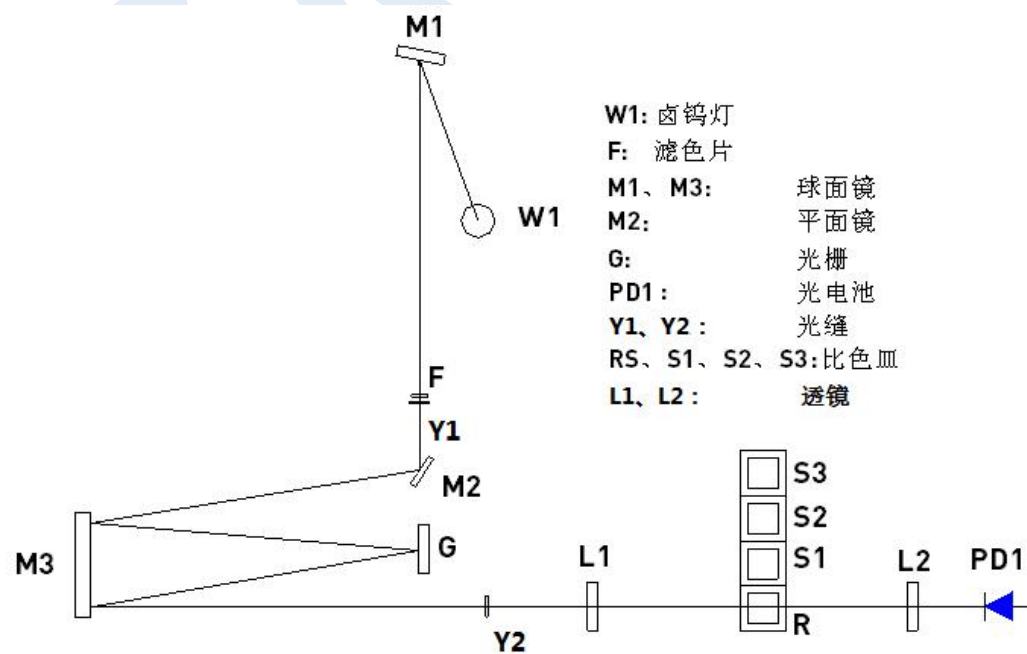 M1
W1: 卤钨灯
F: 滤色片
M1、M3: 球面镜
W1
M2: 平面镜
G: 光栅
PD1: 光电池
Y1、Y2: 光缝
RS、S1、S2、S3:比色皿
F
L1、L2: 透镜
Y1
M2
S3
S2
G
M3
L1
S1
L2
PD1
R
Y2